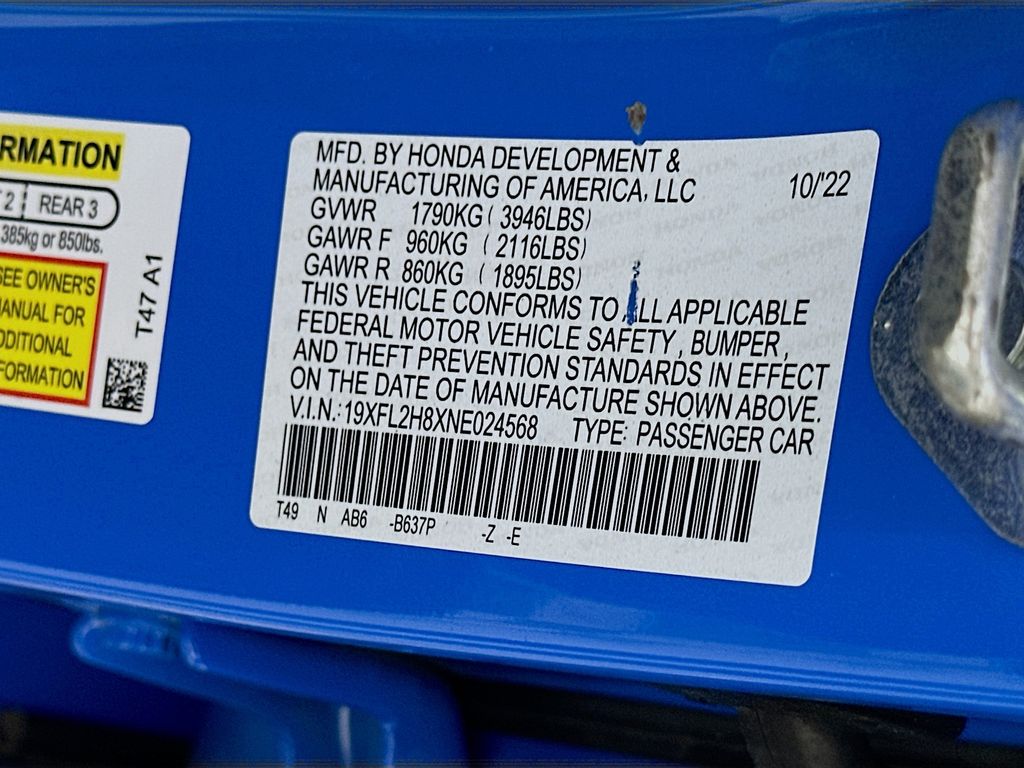 RMATION
2 REAR 3
385kg or 850lbs.
SEE OWNER'S
MANUAL FOR
DDITIONAL
FORMATION
T47 A1
MFD. BY HONDA DEVELOPMENT &
MANUFACTURING OF AMERICA, LLC 10/'22
GVWR 1790KG ( 3946LBS)
GAWR F 960KG ( 2116LBS)
GAWR R 860KG ( 1895LBS)
THIS VEHICLE CONFORMS TO ALL APPLICABLE
FEDERAL MOTOR VEHICLE SAFETY, BUMPER,
AND THEFT PREVENTION STANDARDS IN EFFECT
ON THE DATE OF MANUFACTURE SHOWN ABOVE.
V.I.N.: 19XFL2H8XNE024568 TYPE: PASSENGER CAR
T49 N AB6 -B637P -Z -E